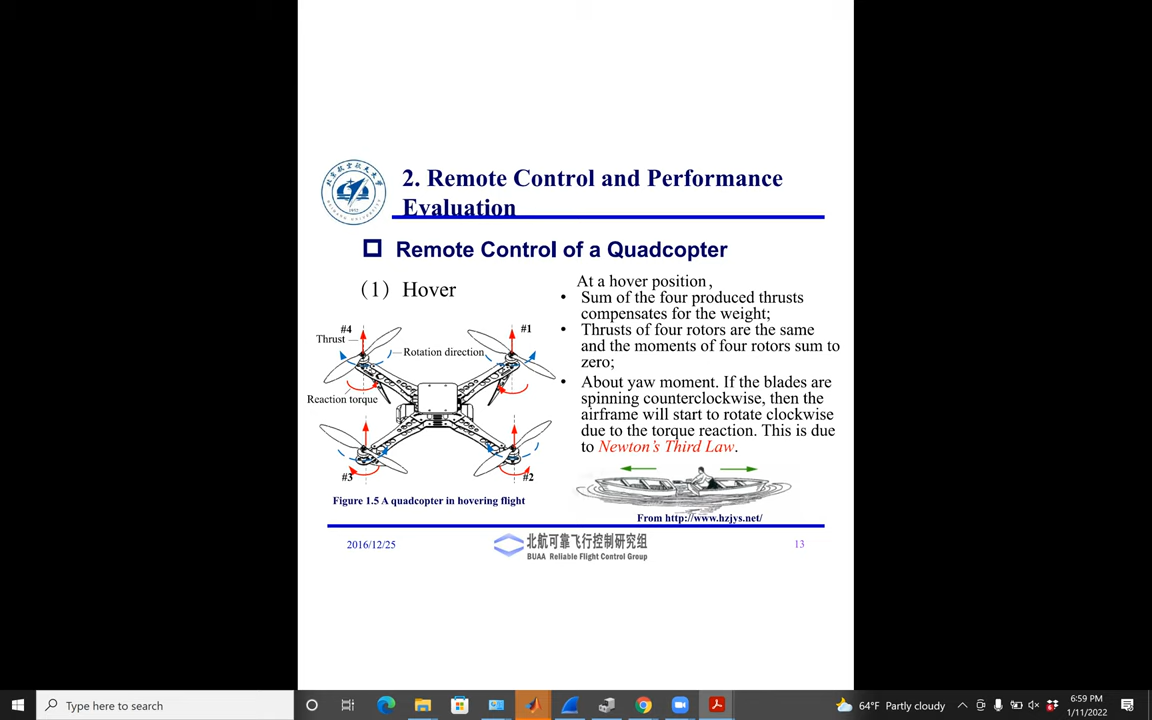 2. Remote Control and Performance
Evaluation
Remote Control of a Quadcopter
（1）Hover
At a hover position,
• Sum of the four produced thrusts
compensates for the weight;
• Thrusts of four rotors are the same
and the moments of four rotors sum to
zero;
• About yaw moment. If the blades are
spinning counterclockwise, then the
airframe will start to rotate clockwise
due to the torque reaction. This is due
to Newton's Third Law.
#4
#1
Thrust
Rotation direction
Reaction torque
#3
#2
Figure 1.5 A quadcopter in hovering flight
From http://www.hzjys.net/
2016/12/25
北航可靠飞行控制研究组
BUAA Reliable Flight Control Group
13
Type here to search
64°F Partly cloudy
6:59 PM
1/11/2022